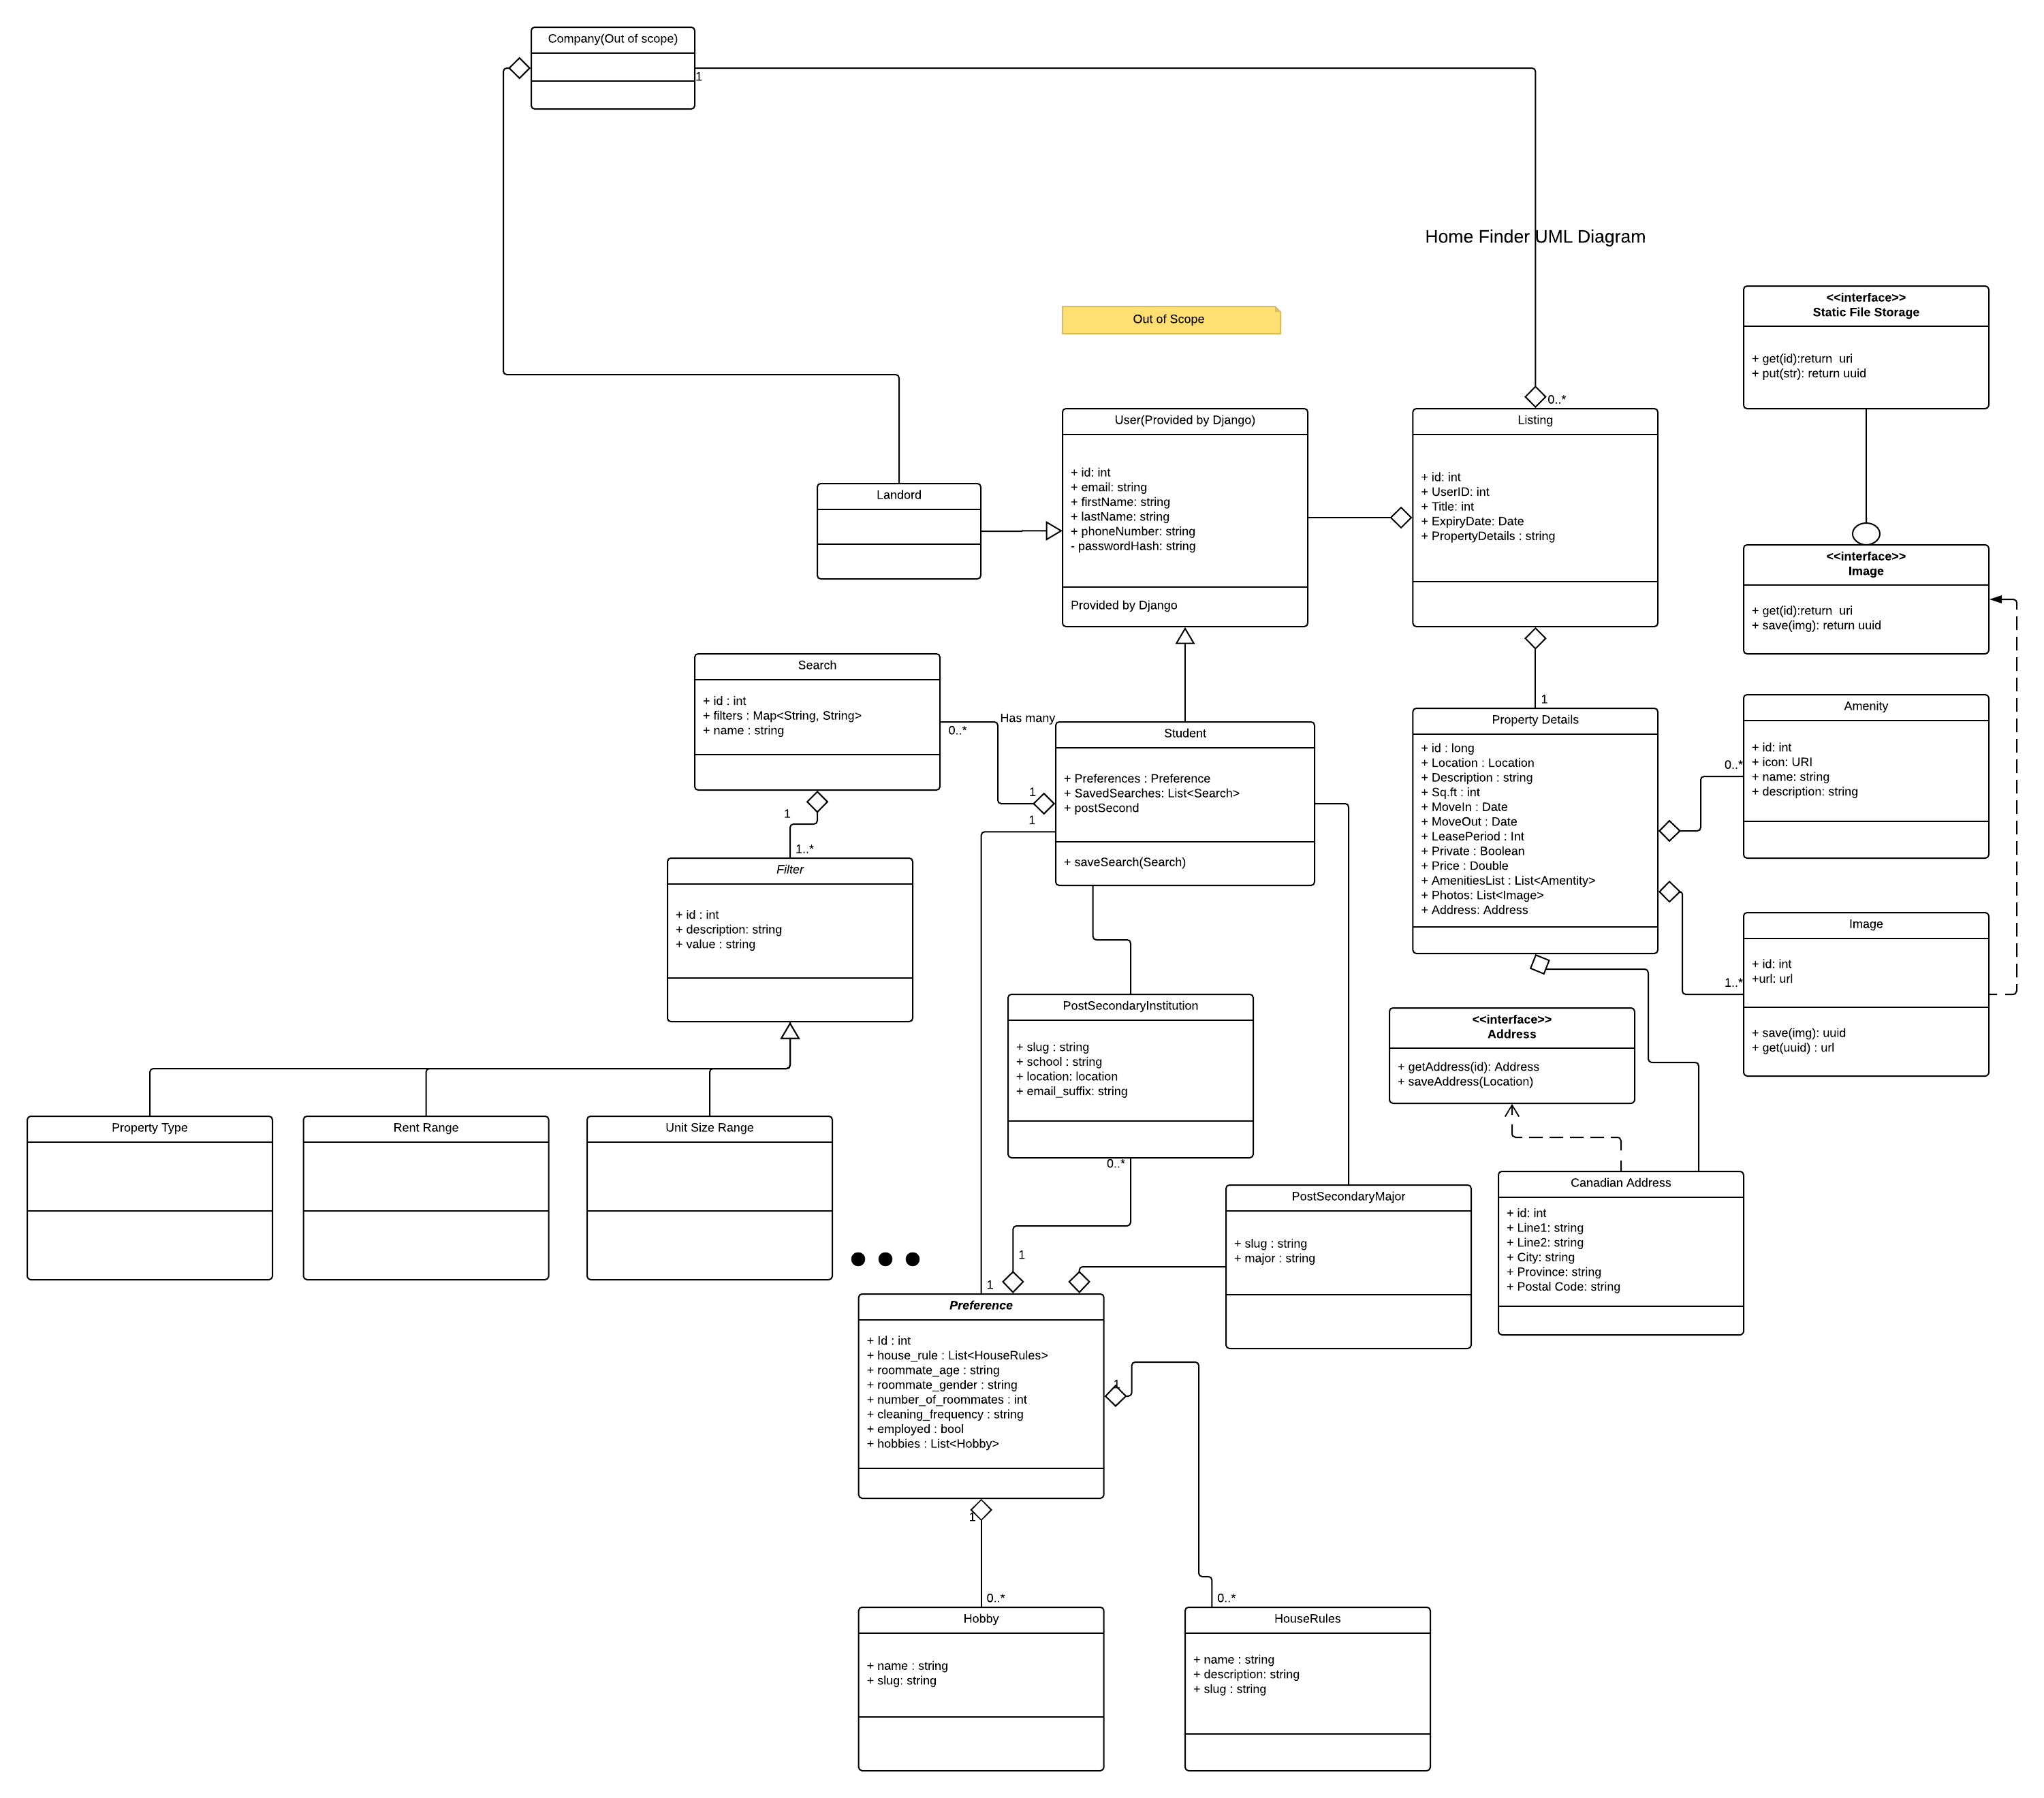 Company(Out of scope)
1
Home Finder UML Diagram
Out of Scope
<<interface>>
Static File Storage
+ get(id):return  uri
+ put(str): return uuid
0..*
User(Provided by Django)
+ id: int
+ email: string
+ firstName: string
+ lastName: string
+ phoneNumber: string
- passwordHash: string
Provided by Django
Listing
+ id: int
+ UserID: int
+ Title: int
+ ExpiryDate: Date
+ PropertyDetails : string
Landord
<<interface>>
Image
+ get(id):return  uri
+ save(img): return uuid
Search
+ id : int
+ filters : Map<String, String>
+ name : string
Has many
0..*
1
1
Student
+ Preferences : Preference
+ SavedSearches: List<Search>
+ postSecond
+ saveSearch(Search)
1
Property Details
+ id : long
+ Location : Location
+ Description : string
+ Sq.ft : int
+ MoveIn : Date
+ MoveOut : Date
+ LeasePeriod : Int
+ Private : Boolean
+ Price : Double
+ AmenitiesList : List<Amentity>
+ Photos: List<Image>
+ Address: Address
Amenity
0..*
+ id: int
+ icon: URI
+ name: string
+ description: string
1
1..*
Filter
+ id : int
+ description: string
+ value : string
Image
1..*
+ id: int
+url: url
+ save(img): uuid
+ get(uuid) : url
PostSecondaryInstitution
+ slug : string
+ school : string
+ location: location
+ email_suffix: string
0..*
<<interface>>
Address
+ getAddress(id): Address
+ saveAddress(Location)
Property Type
Rent Range
Unit Size Range
PostSecondaryMajor
+ slug : string
+ major : string
Canadian Address
+ id: int
+ Line1: string
+ Line2: string
+ City: string
+ Province: string
+ Postal Code: string
1
1
Preference
+ Id : int
+ house_rule : List<HouseRules>
+ roommate_age : string
+ roommate_gender : string
+ number_of_roommates : int
+ cleaning_frequency : string
+ employed : bool
+ hobbies : List<Hobby>
1
1
0..*
0..*
Hobby
+ name : string
+ slug: string
HouseRules
+ name : string
+ description: string
+ slug : string